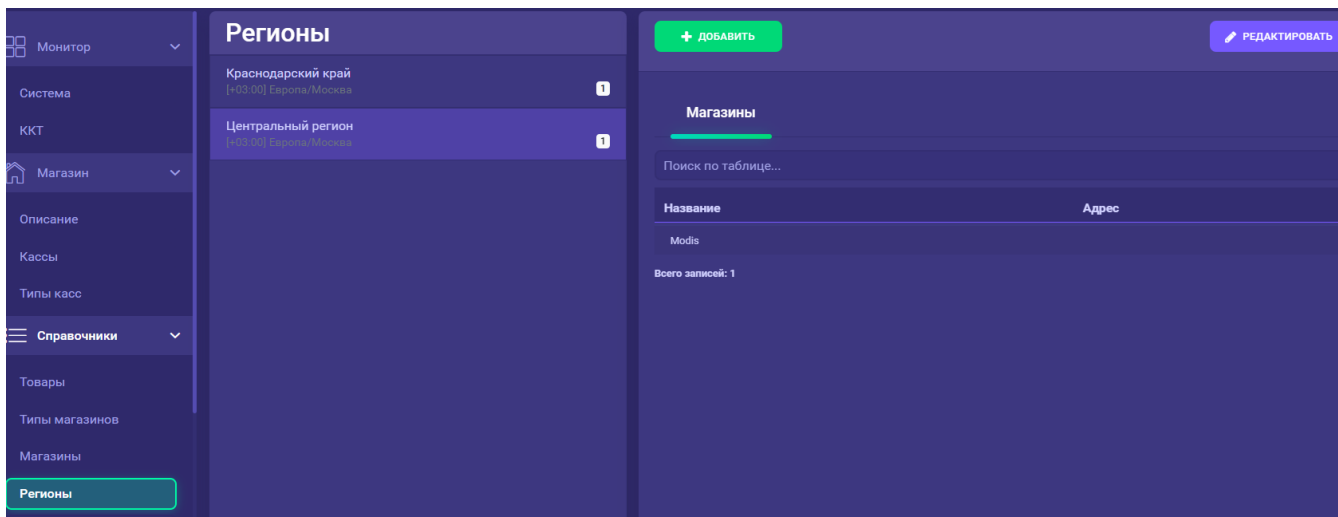 Монитор
Система
ККТ
Магазин
Описание
Кассы
Типы касс
Справочники
Товары
Типы магазинов
Магазины
Регионы
Регионы
Краснодарский край
[+03:00] Европа/Москва
1
Центральный регион
[+03:00] Европа/Москва
1
ДОБАВИТЬ
РЕДАКТИРОВАТЬ
Магазины
Поиск по таблице...
Название Адрес
Modis
Всего записей: 1